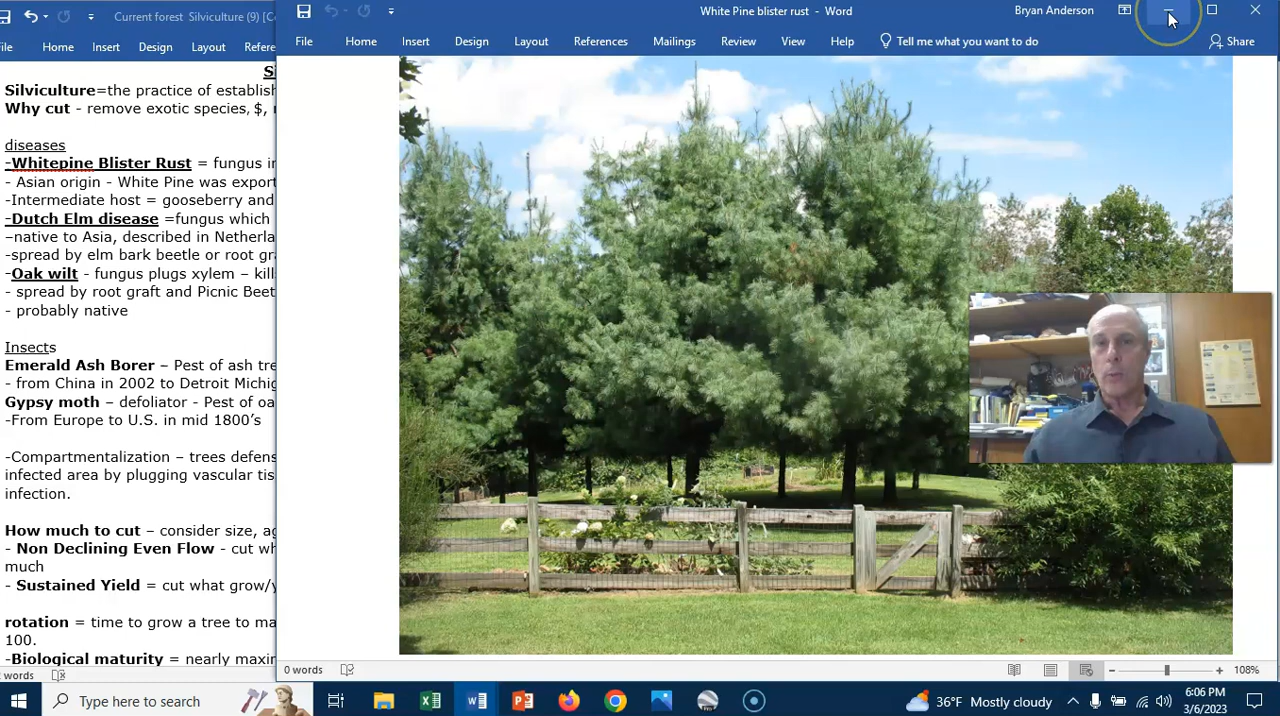 Current forest Silviculture (9) [C
File Home Insert Design Layout Refere
S
Silviculture=the practice of establish
Why cut - remove exotic species, $,
diseases
-Whitepine Blister Rust = fungus in
- Asian origin - White Pine was export
-Intermediate host = gooseberry and
-Dutch Elm disease =fungus which
–native to Asia, described in Netherla
-spread by elm bark beetle or root gra
-Oak wilt - fungus plugs xylem – kill
- spread by root graft and Picnic Beet
- probably native
Insects
Emerald Ash Borer – Pest of ash tre
- from China in 2002 to Detroit Michig
Gypsy moth – defoliator - Pest of oa
-From Europe to U.S. in mid 1800’s
-Compartmentalization – trees defens
infected area by plugging vascular tis
infection.
How much to cut – consider size, ag
- Non Declining Even Flow - cut wh
much
- Sustained Yield = cut what grow/y
rotation = time to grow a tree to ma
100.
-Biological maturity = nearly maxin
words
White Pine blister rust - Word
Bryan Anderson
File Home Insert Design Layout References Mailings Review View Help Tell me what you want to do Share
0 words
108%
Type here to search
36°F Mostly cloudy
6:06 PM
3/6/2023